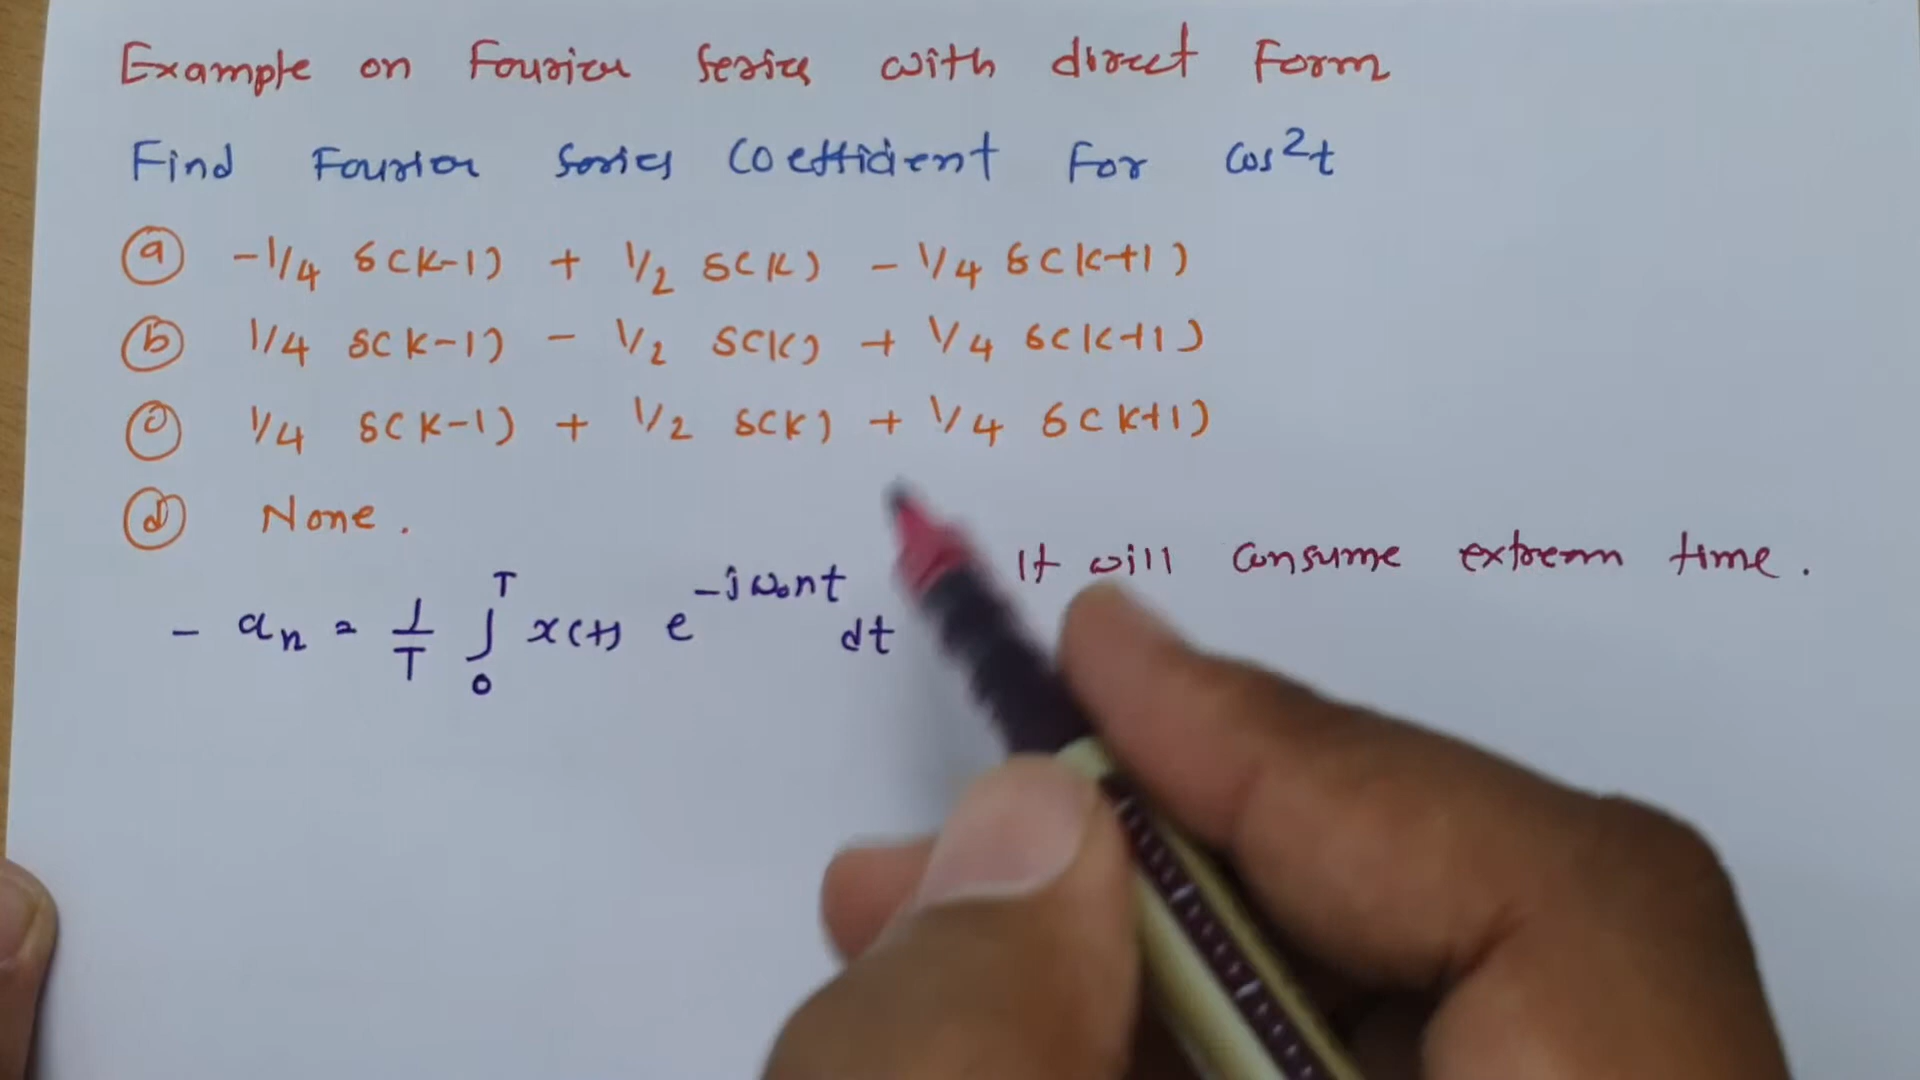 Example on Fourier Series with direct Form
Find Fourier Series Coefficient For cos²t
(a) -1/4 δ(k-1) + 1/2 δ(k) - 1/4 δ(k+1)
(b) 1/4 δ(k-1) - 1/2 δ(k) + 1/4 δ(k+1)
(c) 1/4 δ(k-1) + 1/2 δ(k) + 1/4 δ(k+1)
(d) None.
It will consume extreem time.
- aₙ = 1/T ∫₀ᵀ x(t) e^(-jω₀nt) dt